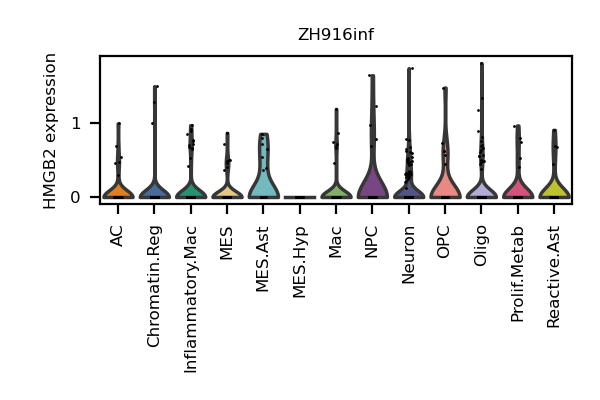 ZH916inf
HMGB2 expression
1
0
AC
Chromatin.Reg
Inflammatory.Mac
MES
MES.Ast
MES.Hyp
Mac
NPC
Neuron
OPC
Oligo
Prolif.Metab
Reactive.Ast